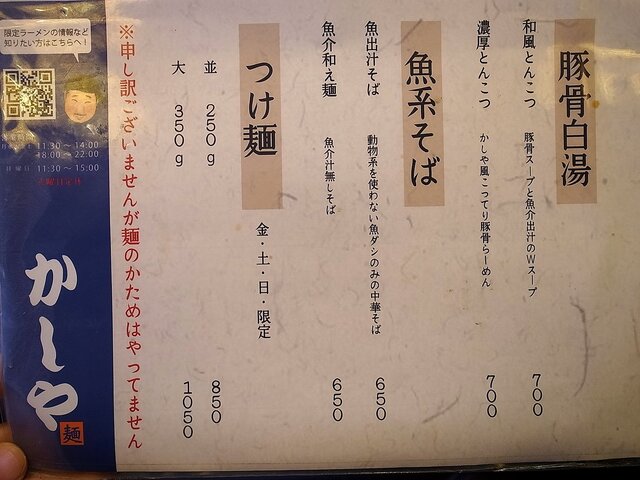 豚骨白湯
和風とんこつ 豚骨スープと魚介出汁のWスープ 700
濃厚とんこつ かしや風こってり豚骨らーめん 700
魚系そば
魚出汁そば 動物系を使わない魚ダシのみの中華そば 650
魚介和え麺 魚介汁無しそば 650
つけ麺 金・土・日・限定
並 250g 850
大 350g 1050
※申し訳ございませんが麺のかためはやってません
限定ラーメンの情報など
知りたい方はこちらへ!
11:30〜14:00
18:00〜22:00
11:30〜15:00
かしや
麺